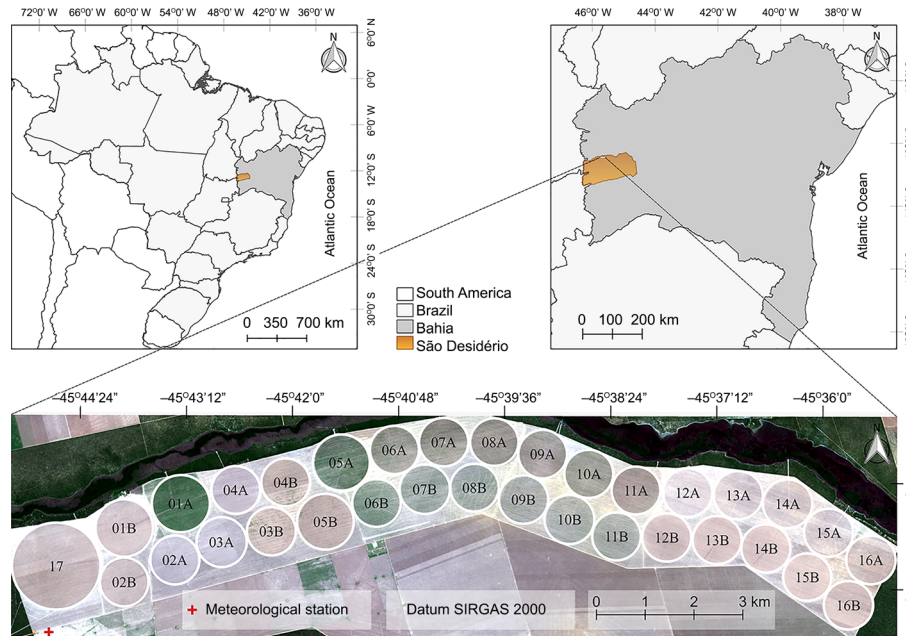 72°0' W 66°0' W 60°0' W 54°0' W 48°0' W 42°0' W 36°0' W
N
6°0' N
0°0'
6°0' S
12°0' S
18°0' S
24°0' S
30°0' S
Atlantic Ocean
0 350 700 km
46°0' W 44°0' W 42°0' W 40°0' W 38°0' W
N
Atlantic Ocean
0 100 200 km
South America
Brazil
Bahia
São Desidério
−45°44'24" −45°43'12" −45°42'0" −45°40'48" −45°39'36" −45°38'24" −45°37'12" −45°36'0"
N
05A 06A 07A 08A 09A
01A 04A 04B 10A 11A 12A 13A 14A
01B 03B 05B 06B 07B 08B 09B 10B 11B 12B 13B 14B 15A
17 02B 02A 03A 15B 16A
16B
Meteorological station
Datum SIRGAS 2000
0 1 2 3 km